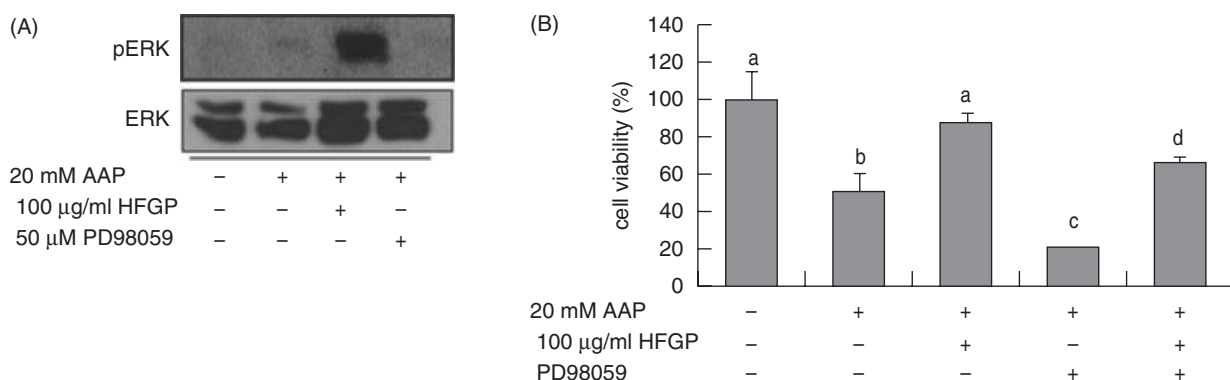 (A)
pERK
ERK
20 mM AAP – + + +
100 μg/ml HFGP – – + –
50 μM PD98059 – – – +
(B)
cell viability (%)
140
120
100
80
60
40
20
0
a
b
a
c
d
20 mM AAP – + + + +
100 μg/ml HFGP – – + – +
PD98059 – – – + +